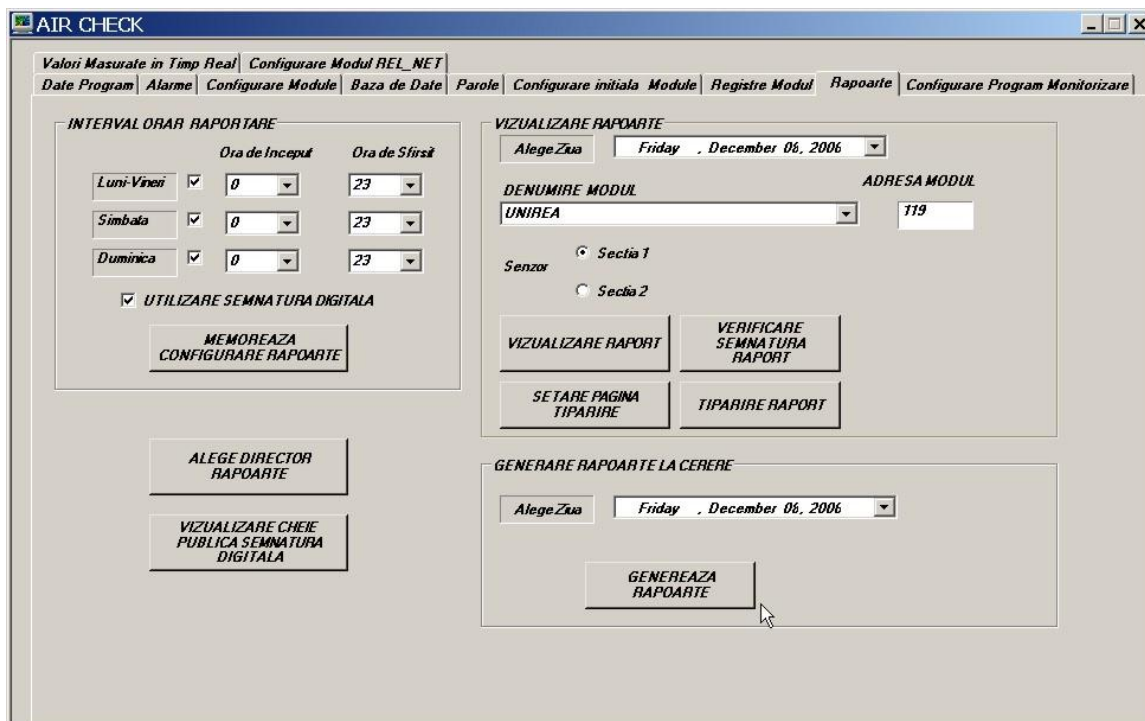 AIR CHECK
Valori Masurate in Timp Real
Configurare Modul REL_NET
Date Program
Alarme
Configurare Module
Baza de Date
Parole
Configurare initiala Module
Registre Modul
Rapoarte
Configurare Program Monitorizare
INTERVAL ORAR RAPORTARE
Ora de Inceput
Ora de Sfirsit
Luni-Vineri
0
23
Simbata
0
23
Duminica
0
23
UTILIZARE SEMNATURA DIGITALA
MEMOREAZA
CONFIGURARE RAPOARTE
ALEGE DIRECTOR
RAPOARTE
VIZUALIZARE CHEIE
PUBLICA SEMNATURA
DIGITALA
VIZUALIZARE RAPOARTE
Alege Ziua
Friday , December 08, 2006
DENUMIRE MODUL
ADRESA MODUL
UNIREA
119
Senzor
Sectia 1
Sectia 2
VIZUALIZARE RAPORT
VERIFICARE
SEMNATURA
RAPORT
SETARE PAGINA
TIPARIRE
TIPARIRE RAPORT
GENERARE RAPOARTE LA CERERE
Alege Ziua
Friday , December 08, 2006
GENEREAZA
RAPOARTE